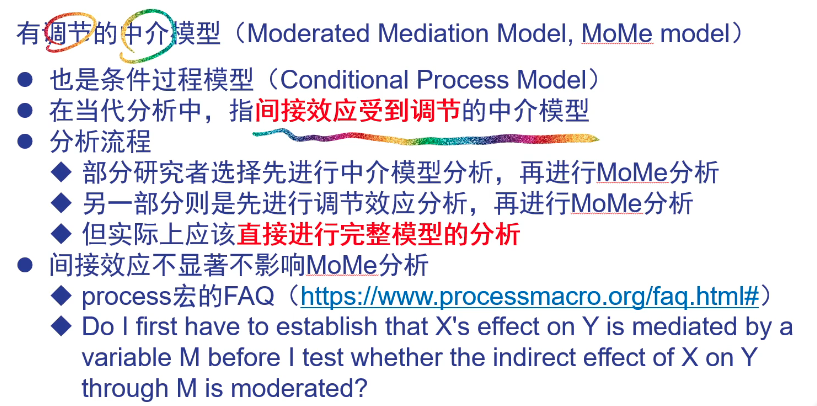 有调节的中介模型（Moderated Mediation Model, MoMe model）
● 也是条件过程模型（Conditional Process Model）
● 在当代分析中，指间接效应受到调节的中介模型
● 分析流程
◆ 部分研究者选择先进行中介模型分析，再进行MoMe分析
◆ 另一部分则是先进行调节效应分析，再进行MoMe分析
◆ 但实际上应该直接进行完整模型的分析
● 间接效应不显著不影响MoMe分析
◆ process宏的FAQ（https://www.processmacro.org/faq.html#）
◆ Do I first have to establish that X's effect on Y is mediated by a
variable M before I test whether the indirect effect of X on Y
through M is moderated?